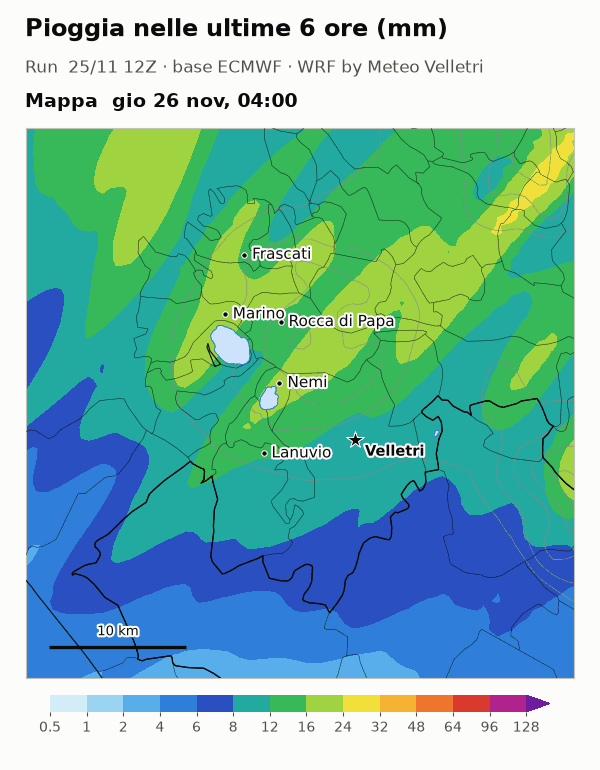 Pioggia nelle ultime 6 ore (mm)
Run  25/11 12Z · base ECMWF · WRF by Meteo Velletri
Mappa  gio 26 nov, 04:00
Frascati
Marino
Rocca di Papa
Nemi
Velletri
Lanuvio
10 km
0.5 1 2 4 6 8 12 16 24 32 48 64 96 128